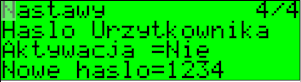 Nastawy 4/4
Haslo Urzytkownika
Aktywacja =Nie
Nowe haslo=1234